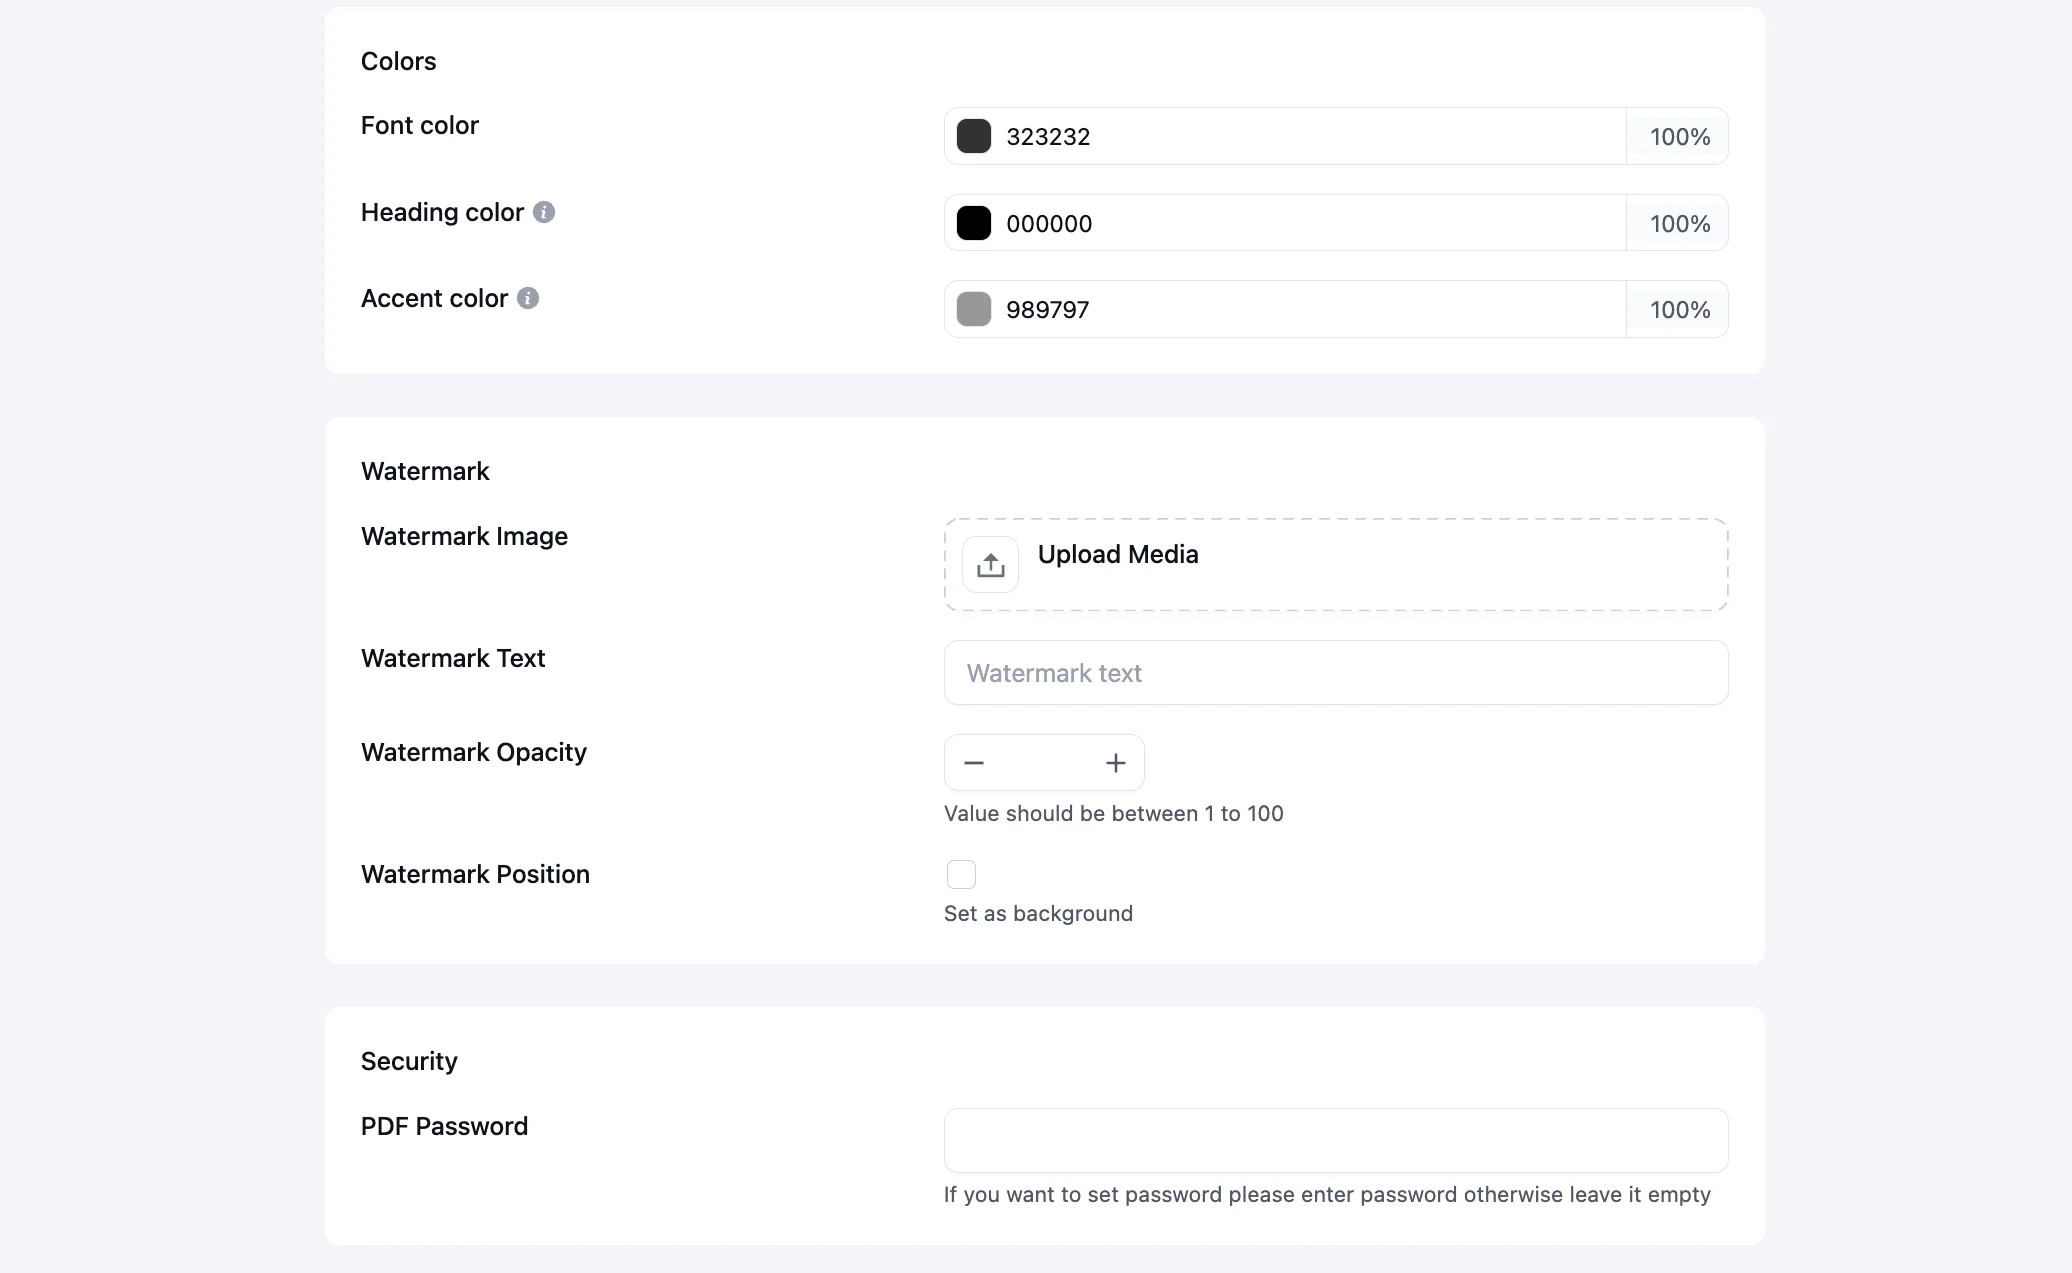 Colors
Font color
323232
100%
Heading color
000000
100%
Accent color
989797
100%
Watermark
Watermark Image
Upload Media
Watermark Text
Watermark text
Watermark Opacity
Value should be between 1 to 100
Watermark Position
Set as background
Security
PDF Password
If you want to set password please enter password otherwise leave it empty